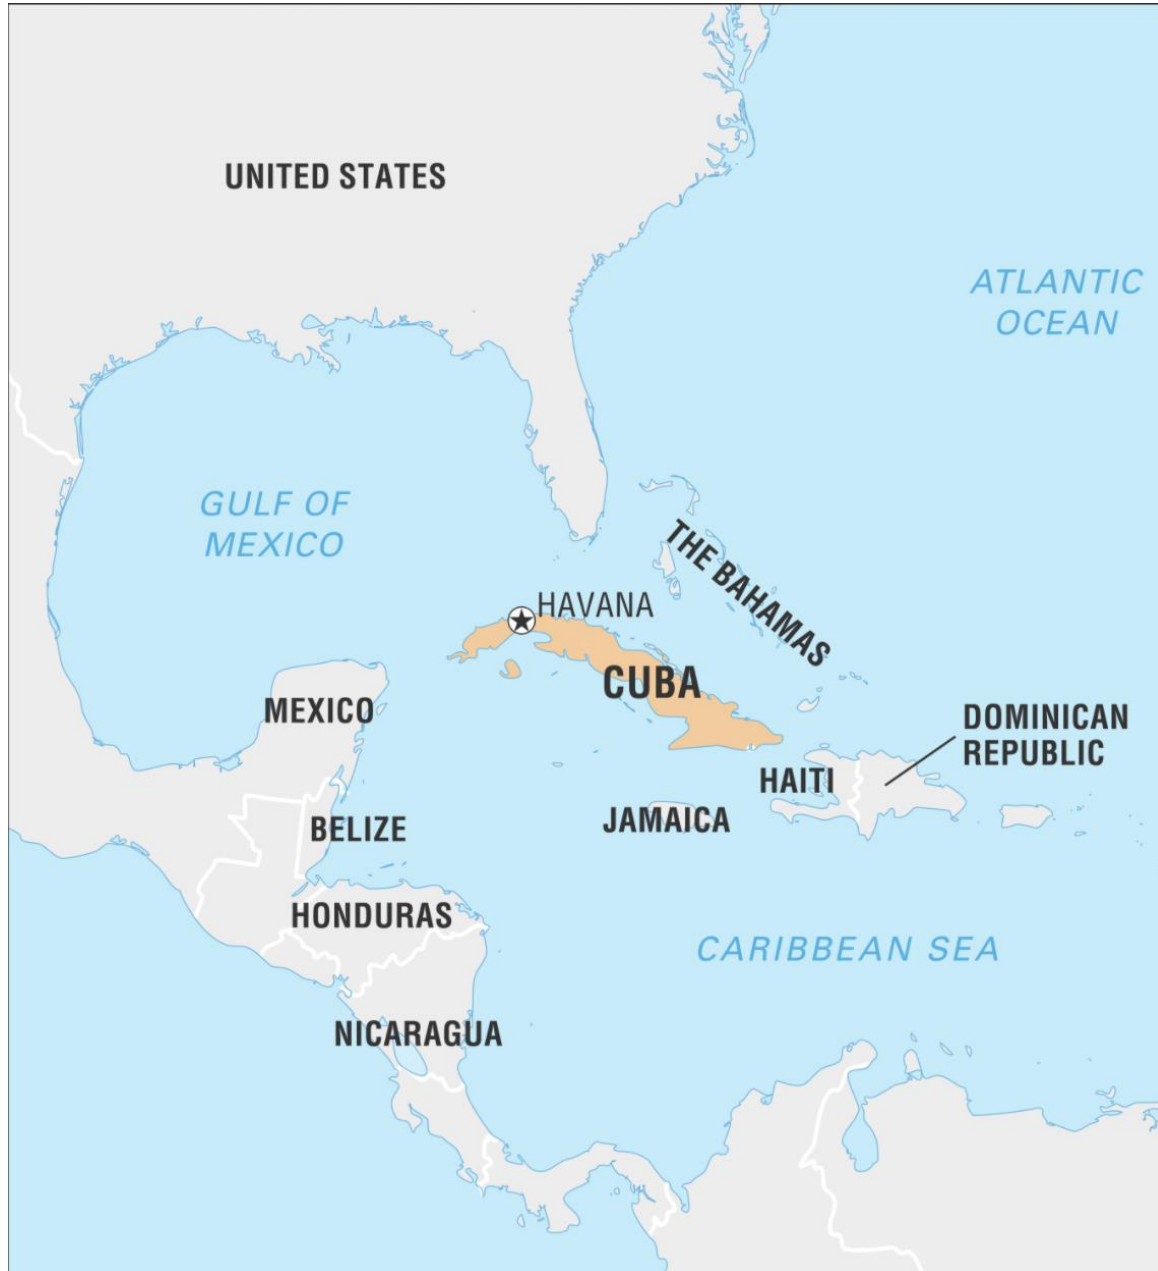 UNITED STATES
ATLANTIC
OCEAN
GULF OF
MEXICO
THE BAHAMAS
HAVANA
CUBA
MEXICO
DOMINICAN
REPUBLIC
HAITI
JAMAICA
BELIZE
HONDURAS
CARIBBEAN SEA
NICARAGUA